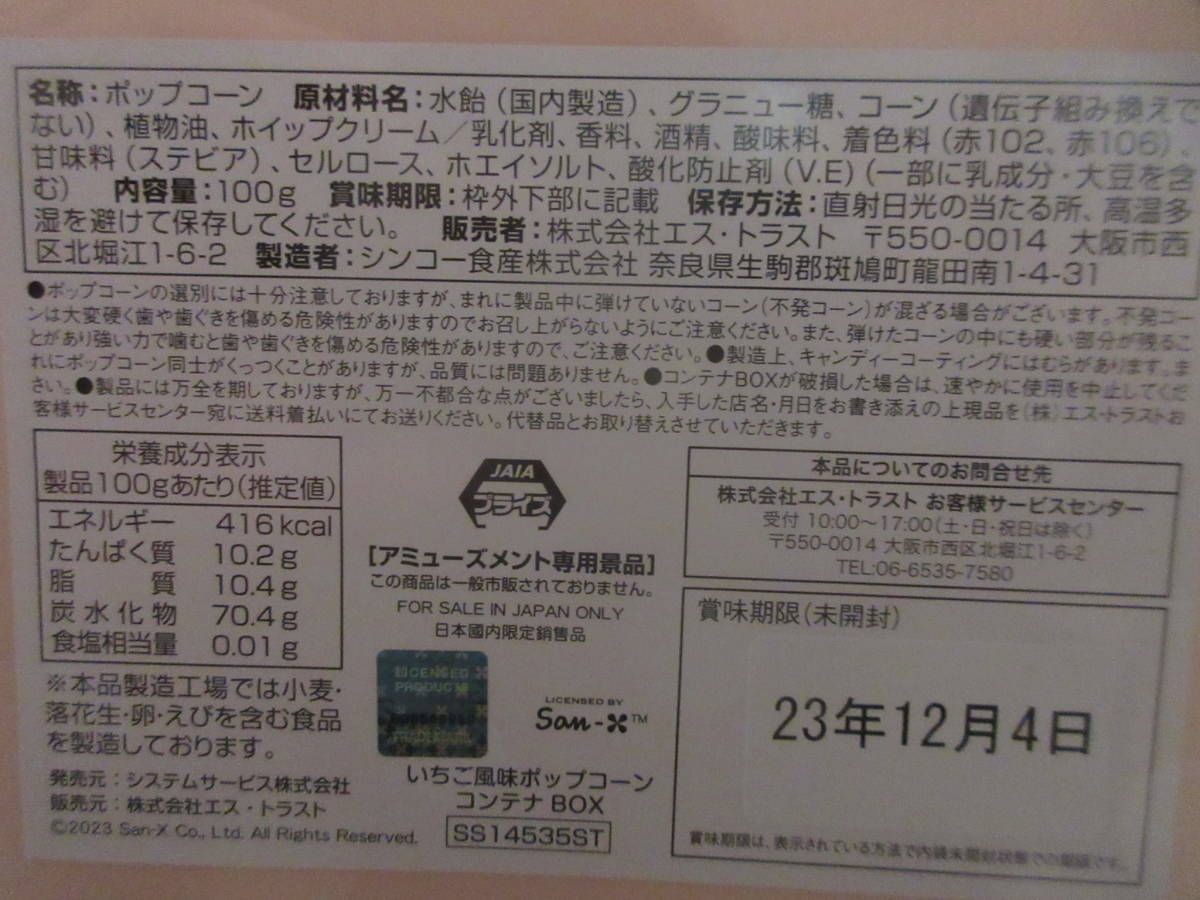 名称：ポップコーン 原材料名：水飴（国内製造）、グラニュー糖、コーン（遺伝子組み換えで
ない）、植物油、ホイップクリーム／乳化剤、香料、酒精、酸味料、着色料（赤102、赤106）、
甘味料（ステビア）、セルロース、ホエイソルト、酸化防止剤（V.E）（一部に乳成分・大豆を含
む） 内容量：100g 賞味期限：枠外下部に記載 保存方法：直射日光の当たる所、高温多
湿を避けて保存してください。 販売者：株式会社エス・トラスト 〒550-0014 大阪市西
区北堀江1-6-2 製造者：シンコー食産株式会社 奈良県生駒郡斑鳩町龍田南1-4-31
●ポップコーンの選別には十分注意しておりますが、まれに製品中に弾けていないコーン（不発コーン）が混ざる場合がございます。不発コー
ンは大変硬く歯や歯ぐきを傷める危険性がありますのでお召し上がらないようにご注意ください。また、弾けたコーンの中にも硬い部分が残るこ
とがあり強い力で噛むと歯や歯ぐきを傷める危険性がありますので、ご注意ください。●製造上、キャンディーコーティングにはむらがあります。ま
れにポップコーン同士がくっつくことがありますが、品質には問題ありません。●コンテナBOXが破損した場合は、速やかに使用を中止してくだ
さい。●製品には万全を期しておりますが、万一不都合な点がございましたら、入手した店名・月日をお書き添えの上現品を（株）エス・トラストお
客様サービスセンター宛に送料着払いにてお送りください。代替品とお取り替えさせていただきます。
栄養成分表示
製品100gあたり（推定値）
エネルギー 416kcal
たんぱく質 10.2g
脂質 10.4g
炭水化物 70.4g
食塩相当量 0.01g
※本品製造工場では小麦・
落花生・卵・えびを含む食品
を製造しております。
発売元：システムサービス株式会社
販売元：株式会社エス・トラスト
©2023 San-X Co., Ltd. All Rights Reserved.
JAIA
プライズ
［アミューズメント専用景品］
この商品は一般市販されておりません。
FOR SALE IN JAPAN ONLY
日本國内限定銷售品
LICENSED
PRODUCT
LICENSED BY
San-X™
いちご風味ポップコーン
コンテナBOX
SS14535ST
本品についてのお問合せ先
株式会社エス・トラスト お客様サービスセンター
受付 10:00〜17:00（土・日・祝日は除く）
〒550-0014 大阪市西区北堀江1-6-2
TEL:06-6535-7580
賞味期限（未開封）
23年12月4日
賞味期限は、表示されている方法で内装未開封状態での期限です。